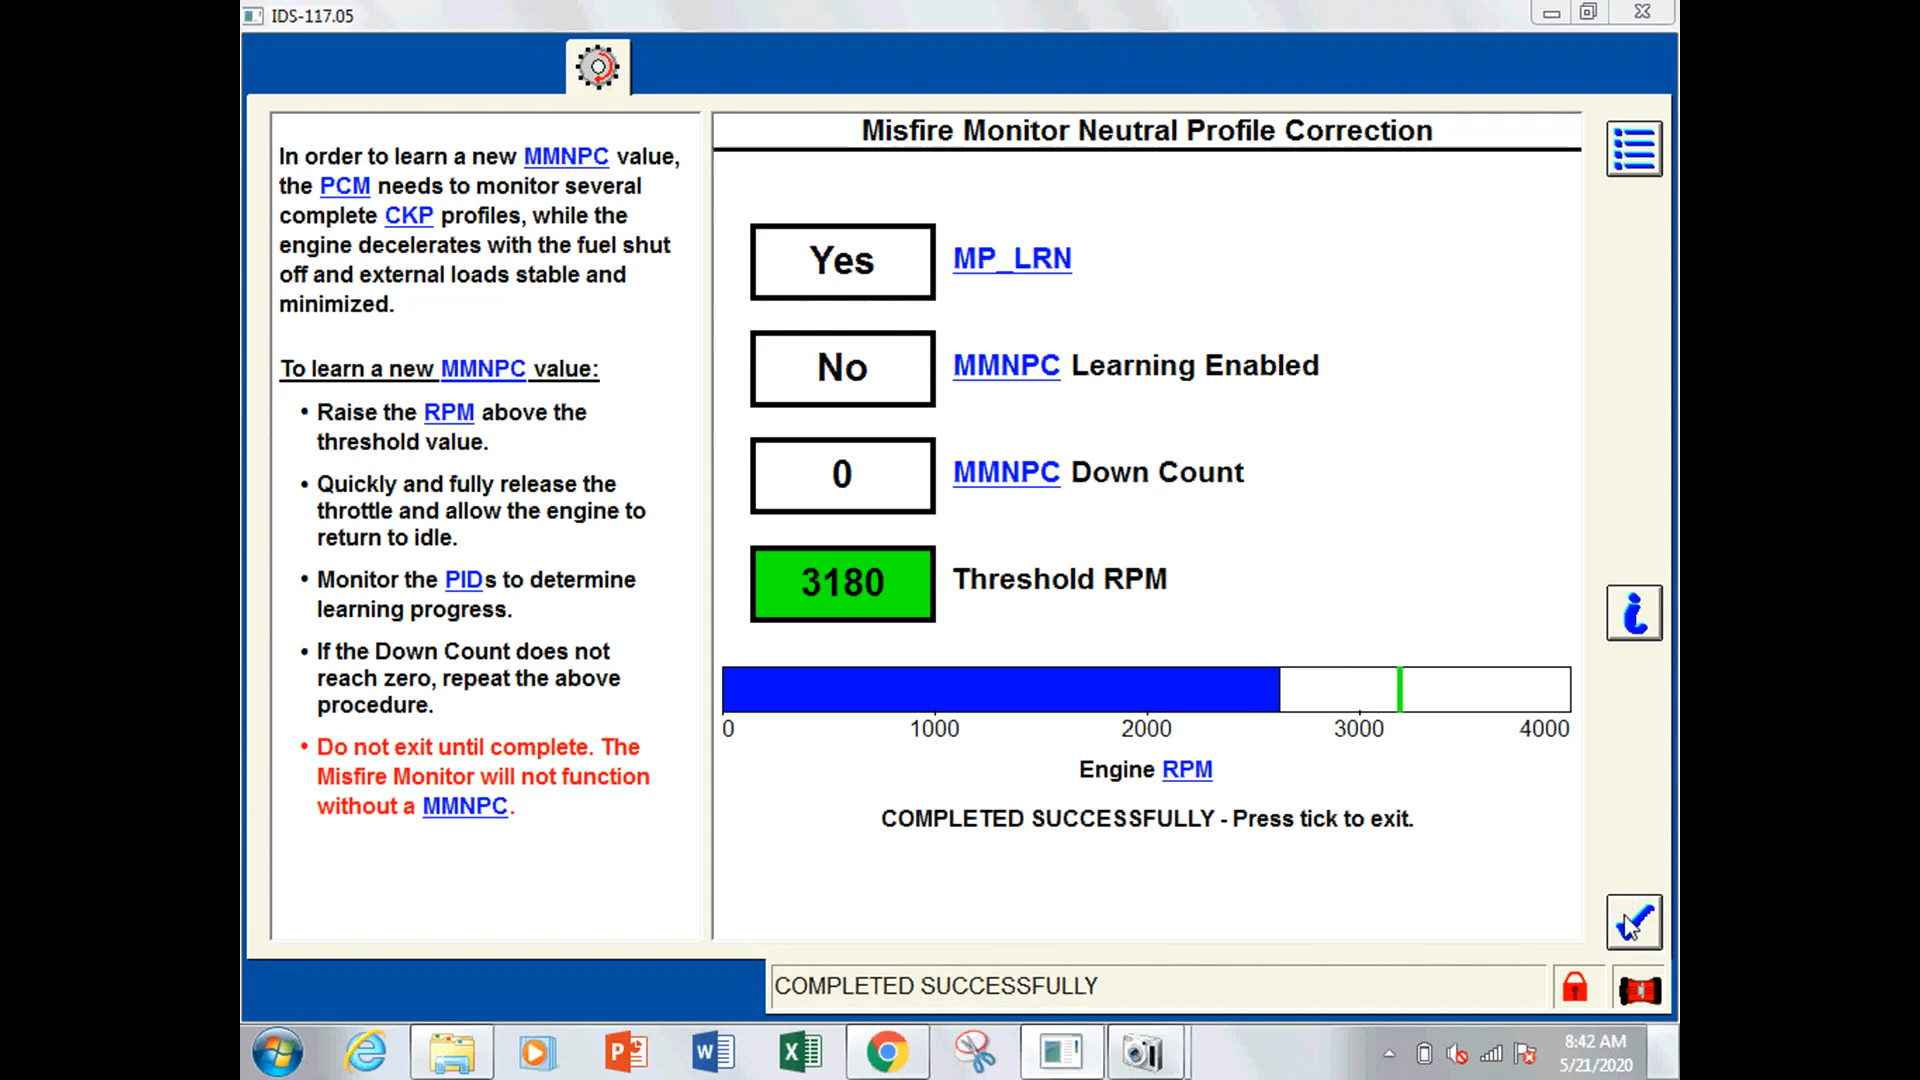 IDS-117.05
In order to learn a new MMNPC value,
the PCM needs to monitor several
complete CKP profiles, while the
engine decelerates with the fuel shut
off and external loads stable and
minimized.
To learn a new MMNPC value:
• Raise the RPM above the
threshold value.
• Quickly and fully release the
throttle and allow the engine to
return to idle.
• Monitor the PIDs to determine
learning progress.
• If the Down Count does not
reach zero, repeat the above
procedure.
• Do not exit until complete. The
Misfire Monitor will not function
without a MMNPC.
Misfire Monitor Neutral Profile Correction
Yes MP_LRN
No MMNPC Learning Enabled
0 MMNPC Down Count
3180 Threshold RPM
0 1000 2000 3000 4000
Engine RPM
COMPLETED SUCCESSFULLY - Press tick to exit.
COMPLETED SUCCESSFULLY
8:42 AM
5/21/2020